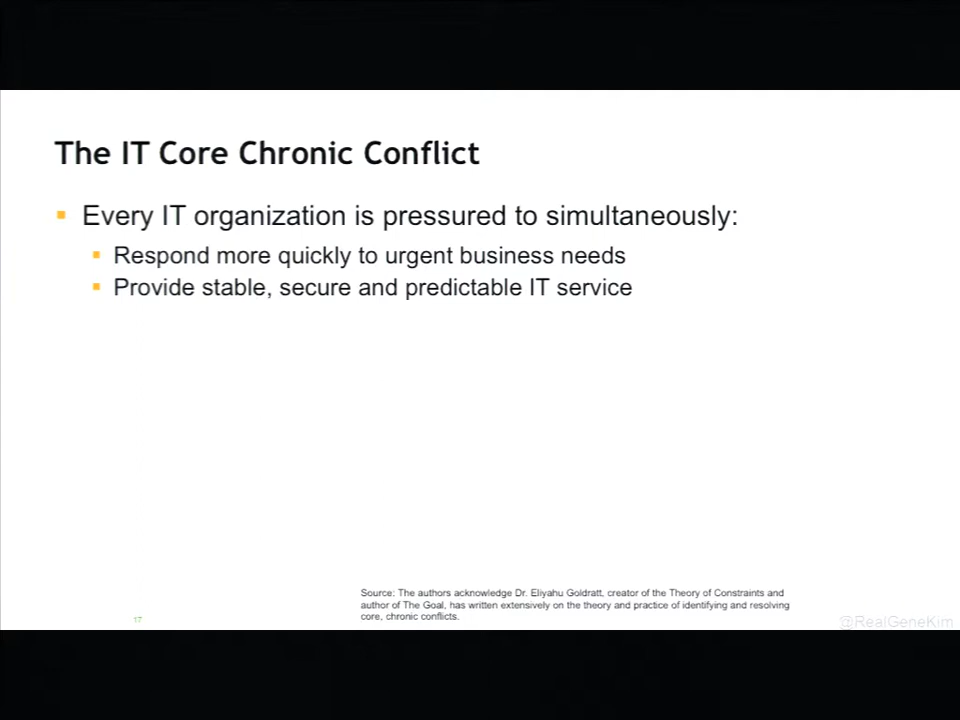 The IT Core Chronic Conflict
Every IT organization is pressured to simultaneously:
Respond more quickly to urgent business needs
Provide stable, secure and predictable IT service
Source: The authors acknowledge Dr. Eliyahu Goldratt, creator of the Theory of Constraints and
author of The Goal, has written extensively on the theory and practice of identifying and resolving
core, chronic conflicts.
17
@RealGeneKim